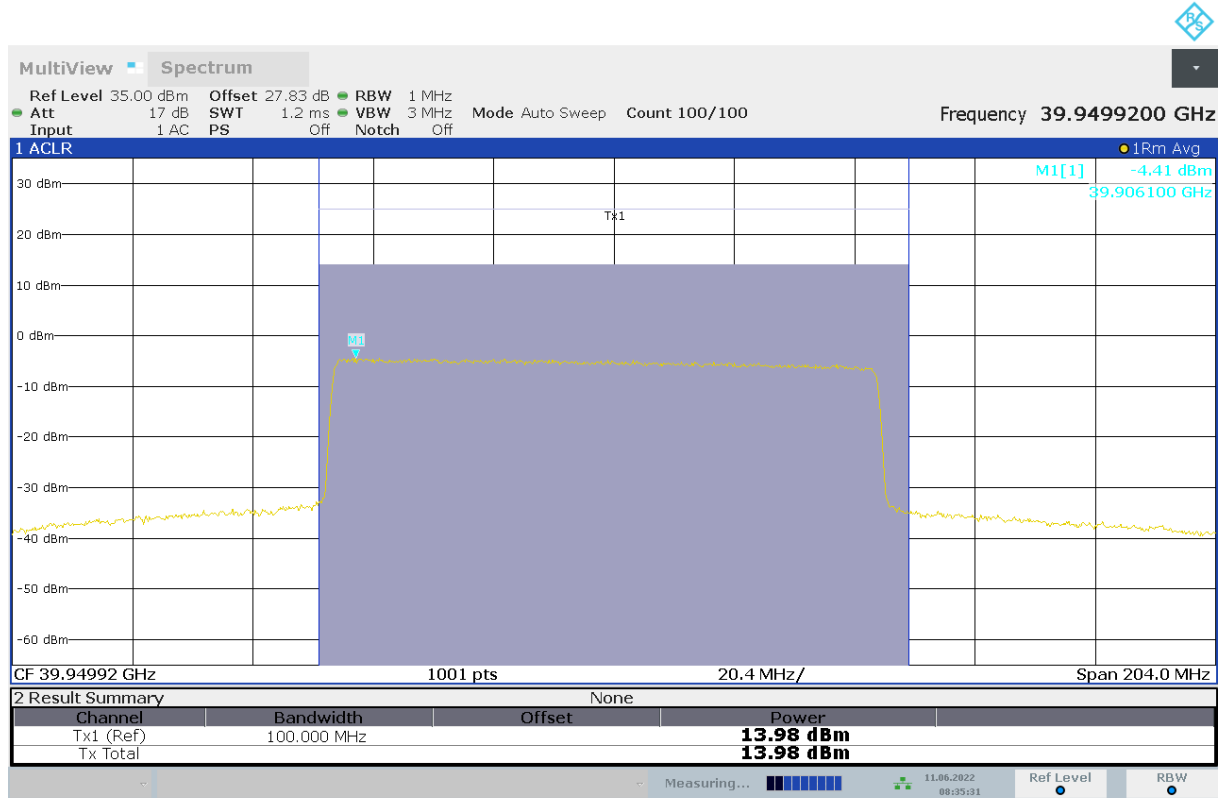 R S
MultiView Spectrum
Ref Level 35.00 dBm Offset 27.83 dB RBW 1 MHz
Att 17 dB SWT 1.2 ms VBW 3 MHz Mode Auto Sweep Count 100/100 Frequency 39.9499200 GHz
Input 1 AC PS Off Notch Off
1 ACLR 1Rm Avg
M1[1] -4.41 dBm
39.906100 GHz
30 dBm
Tx1
20 dBm
10 dBm
0 dBm
M1
-10 dBm
-20 dBm
-30 dBm
-40 dBm
-50 dBm
-60 dBm
CF 39.94992 GHz 1001 pts 20.4 MHz/ Span 204.0 MHz
2 Result Summary None
Channel Bandwidth Offset Power
Tx1 (Ref) 100.000 MHz 13.98 dBm
Tx Total 13.98 dBm
Measuring... 11.06.2022 Ref Level RBW
08:35:31